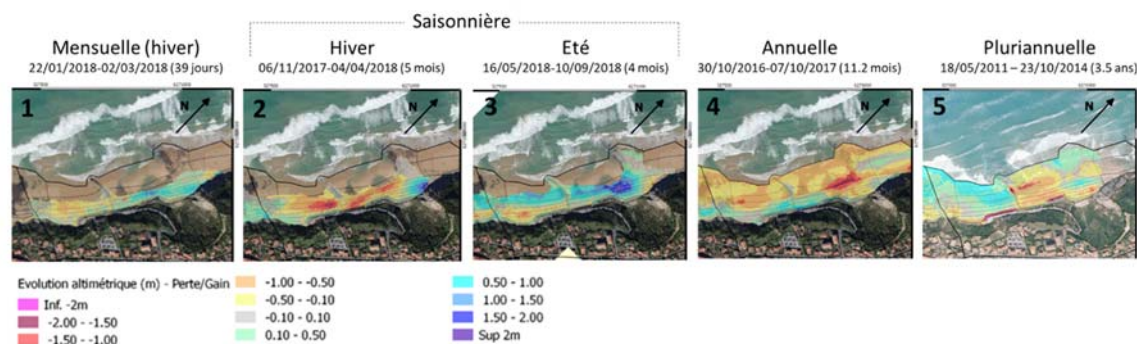 Saisonnière
Mensuelle (hiver)
22/01/2018-02/03/2018 (39 jours)
Hiver
06/11/2017-04/04/2018 (5 mois)
Eté
16/05/2018-10/09/2018 (4 mois)
Annuelle
30/10/2016-07/10/2017 (11.2 mois)
Pluriannuelle
18/05/2011 – 23/10/2014 (3.5 ans)
1
N
2
N
3
N
4
N
5
N
Evolution altimétrique (m) - Perte/Gain
Inf. -2m
-2.00 - -1.50
-1.50 - -1.00
-1.00 - -0.50
-0.50 - -0.10
-0.10 - 0.10
0.10 - 0.50
0.50 - 1.00
1.00 - 1.50
1.50 - 2.00
Sup 2m